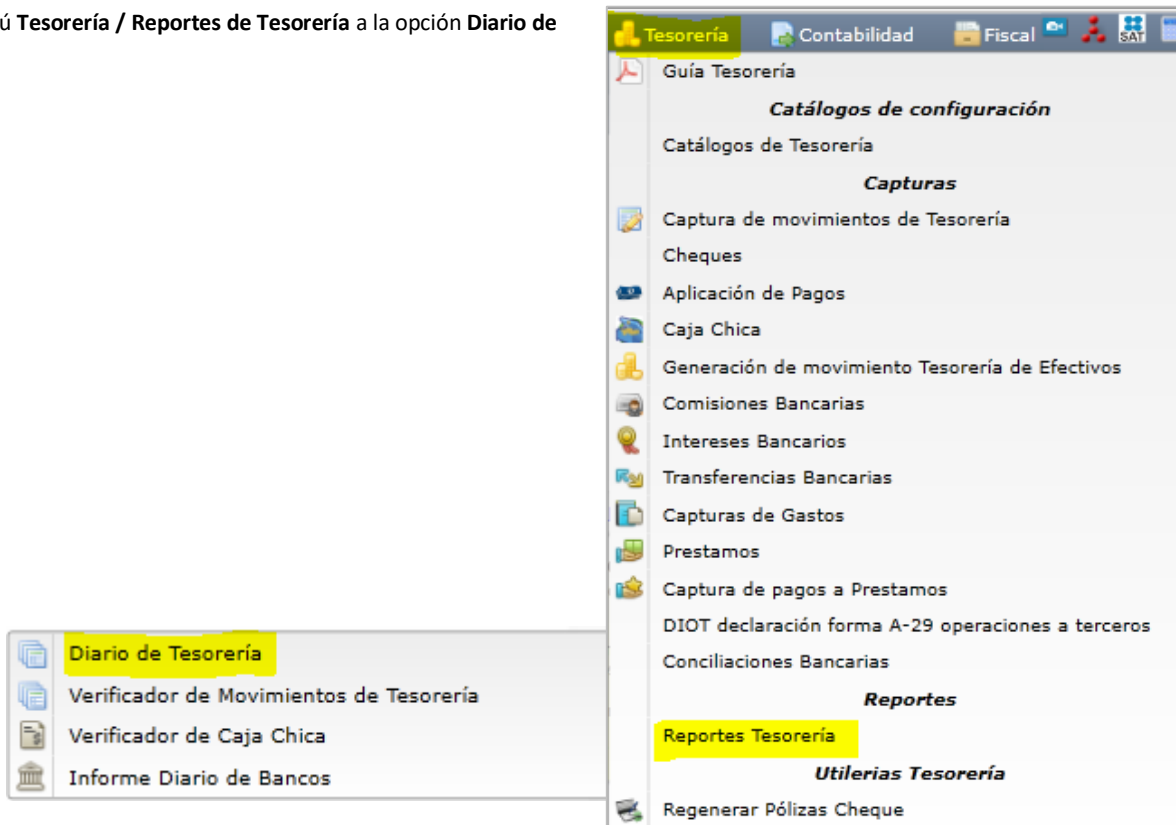 ú Tesorería / Reportes de Tesorería a la opción Diario de
Tesorería Contabilidad Fiscal SAT
Guía Tesorería
Catálogos de configuración
Catálogos de Tesorería
Capturas
Captura de movimientos de Tesorería
Cheques
Aplicación de Pagos
Caja Chica
Generación de movimiento Tesorería de Efectivos
Comisiones Bancarias
Intereses Bancarios
Transferencias Bancarias
Capturas de Gastos
Prestamos
Captura de pagos a Prestamos
DIOT declaración forma A-29 operaciones a terceros
Conciliaciones Bancarias
Reportes
Reportes Tesorería
Utilerias Tesorería
Regenerar Pólizas Cheque
Diario de Tesorería
Verificador de Movimientos de Tesorería
Verificador de Caja Chica
Informe Diario de Bancos